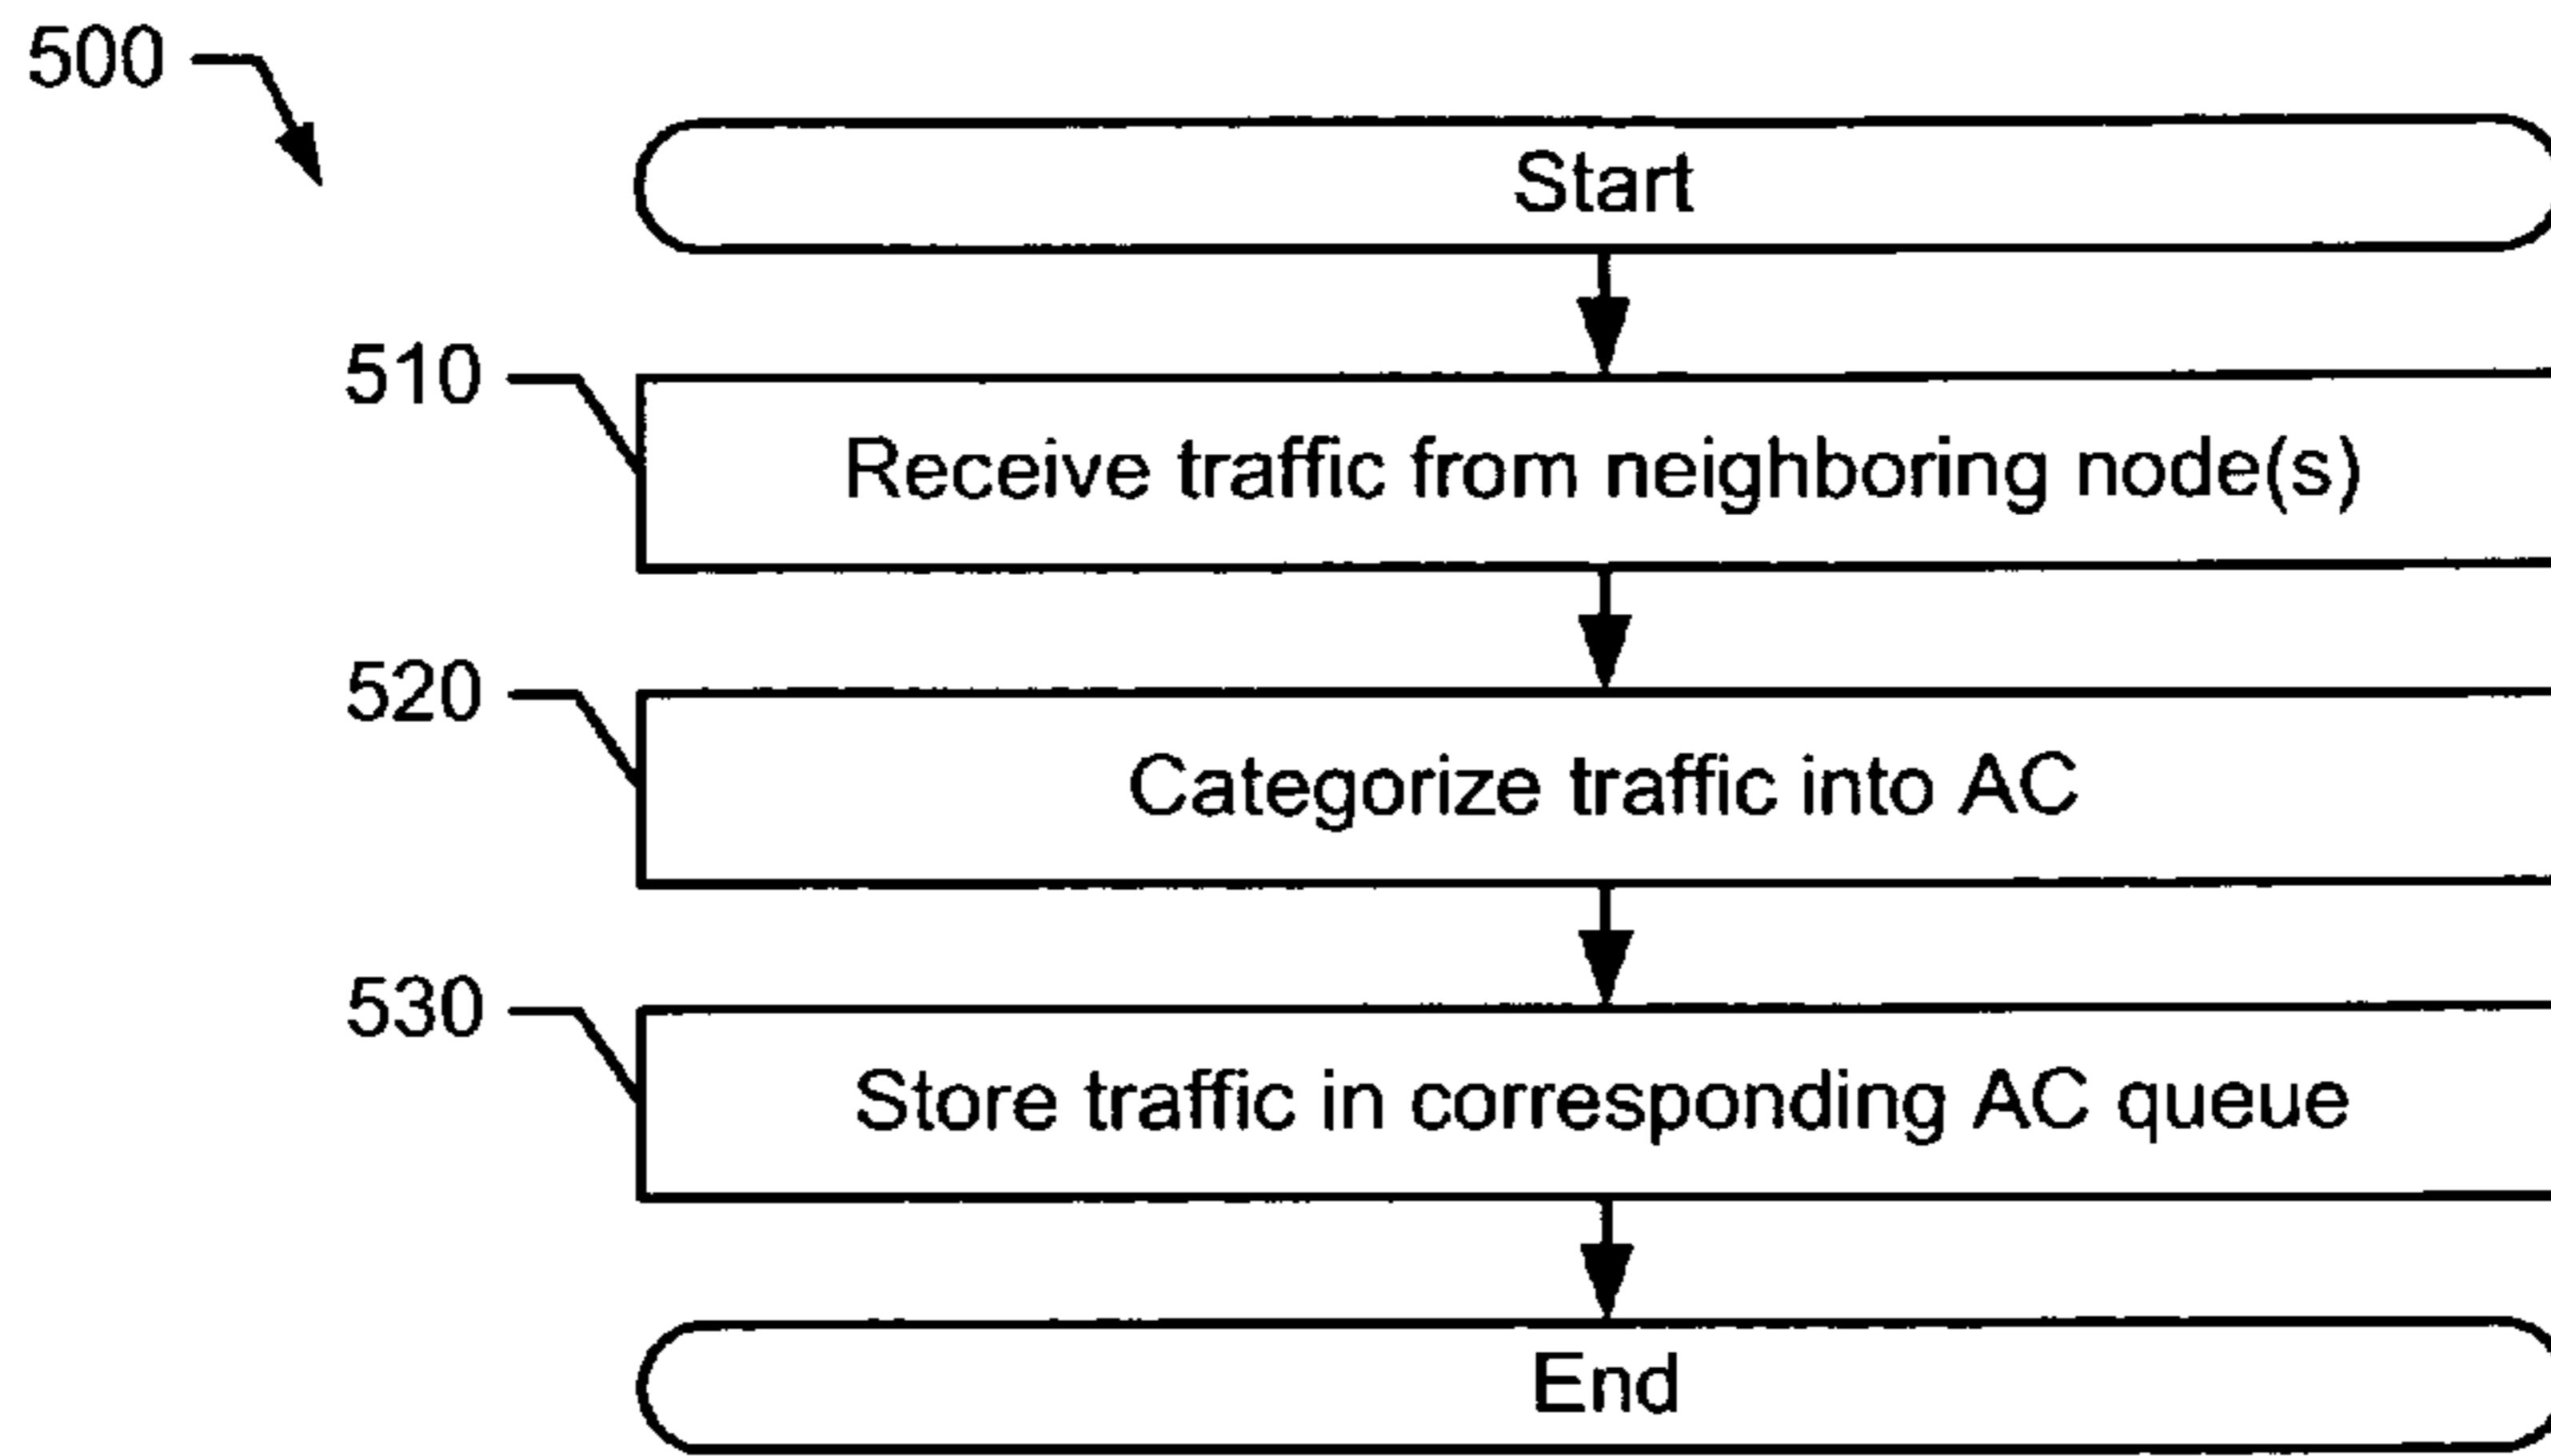 500
Start
510
Receive traffic from neighboring node(s)
520
Categorize traffic into AC
530
Store traffic in corresponding AC queue
End